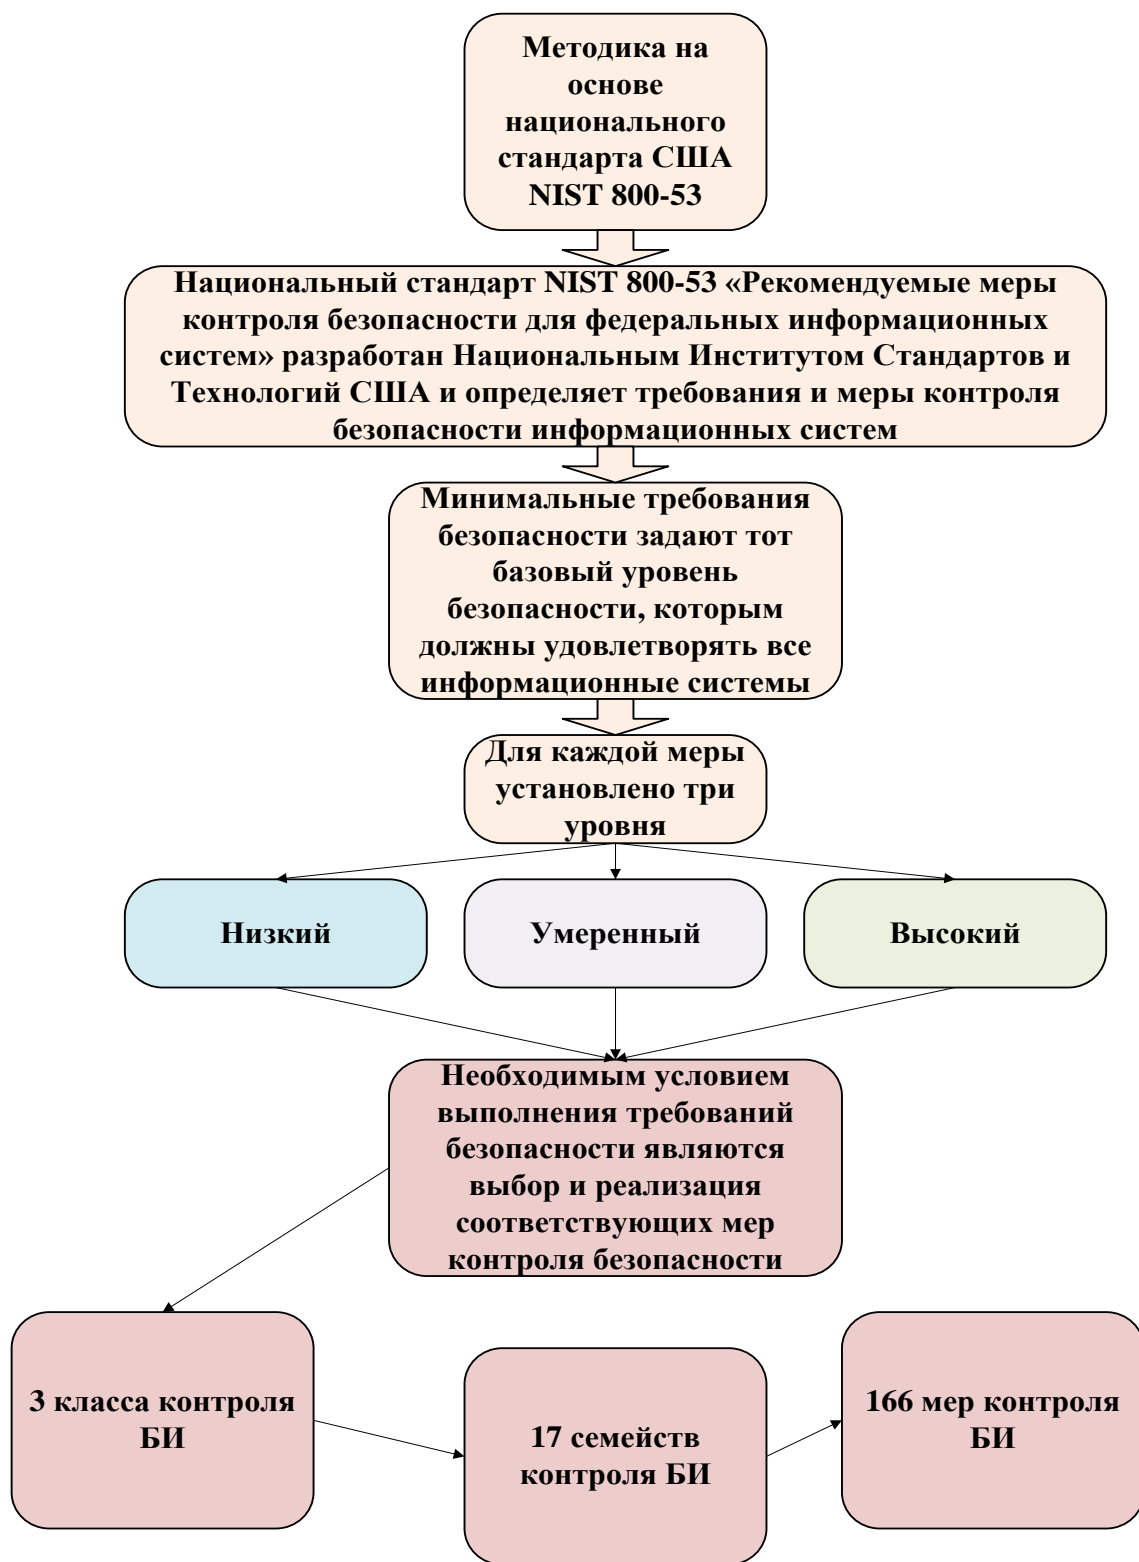 Методика на
основе
национального
стандарта США
NIST 800-53
Национальный стандарт NIST 800-53 «Рекомендуемые меры
контроля безопасности для федеральных информационных
систем» разработан Национальным Институтом Стандартов и
Технологий США и определяет требования и меры контроля
безопасности информационных систем
Минимальные требования
безопасности задают тот
базовый уровень
безопасности, которым
должны удовлетворять все
информационные системы
Для каждой меры
установлено три
уровня
Низкий
Умеренный
Высокий
Необходимым условием
выполнения требований
безопасности являются
выбор и реализация
соответствующих мер
контроля безопасности
3 класса контроля
БИ
17 семейств
контроля БИ
166 мер контроля
БИ